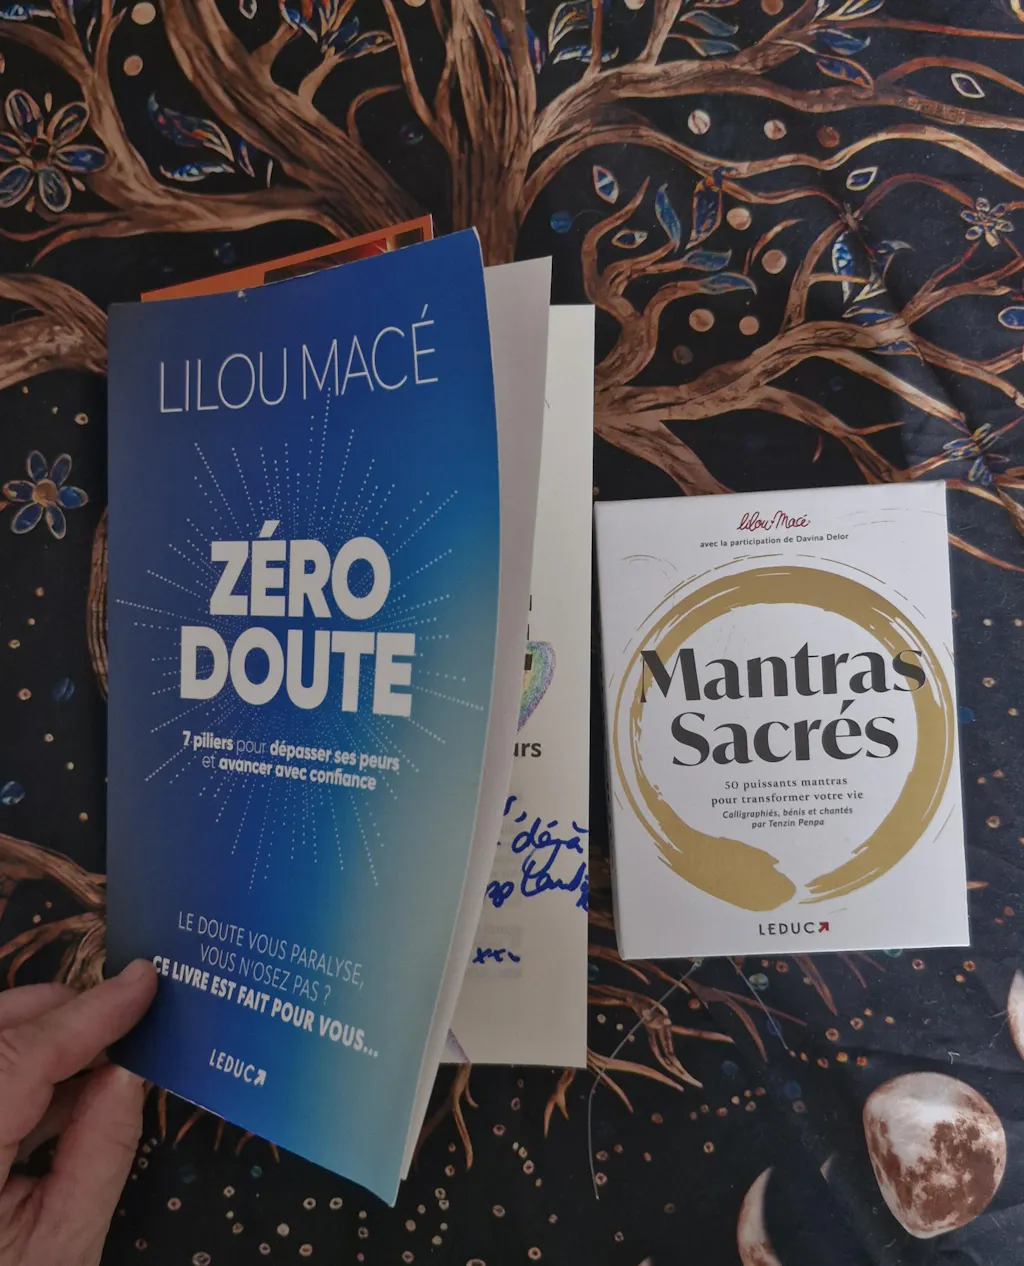 LILOU MACÉ
ZÉRO
DOUTE
7 piliers pour dépasser ses peurs
et avancer avec confiance
LE DOUTE VOUS PARALYSE,
VOUS N'OSEZ PAS ?
CE LIVRE EST FAIT POUR VOUS...
LEDUC
urs
déjà
Lilou Macé
avec la participation de Davina Delor
Mantras
Sacrés
50 puissants mantras
pour transformer votre vie
Calligraphiés, bénis et chantés
par Tenzin Penpa
LEDUC